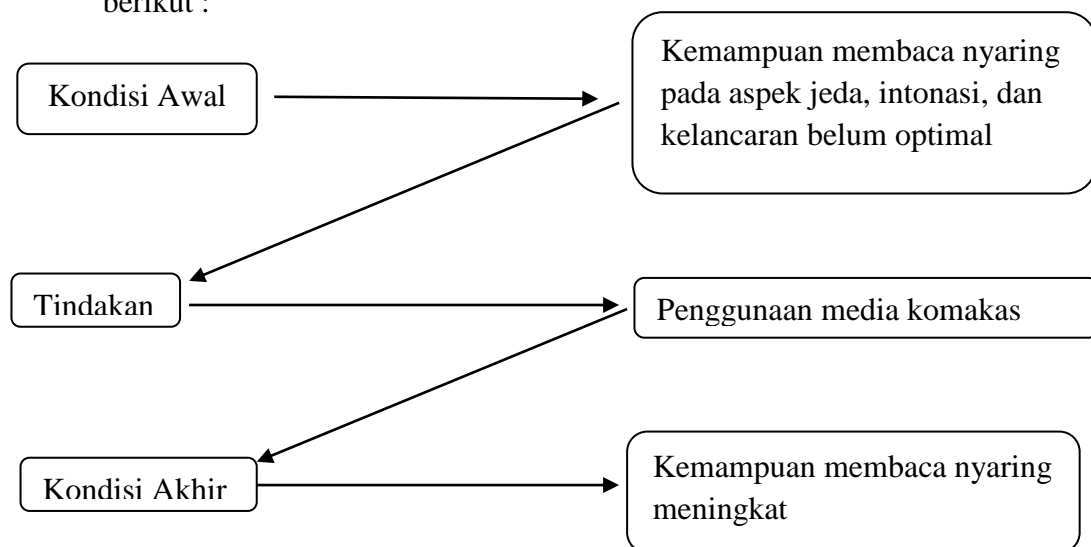 berikut :
Kondisi Awal
Kemampuan membaca nyaring
pada aspek jeda, intonasi, dan
kelancaran belum optimal
Tindakan
Penggunaan media komakas
Kondisi Akhir
Kemampuan membaca nyaring
meningkat